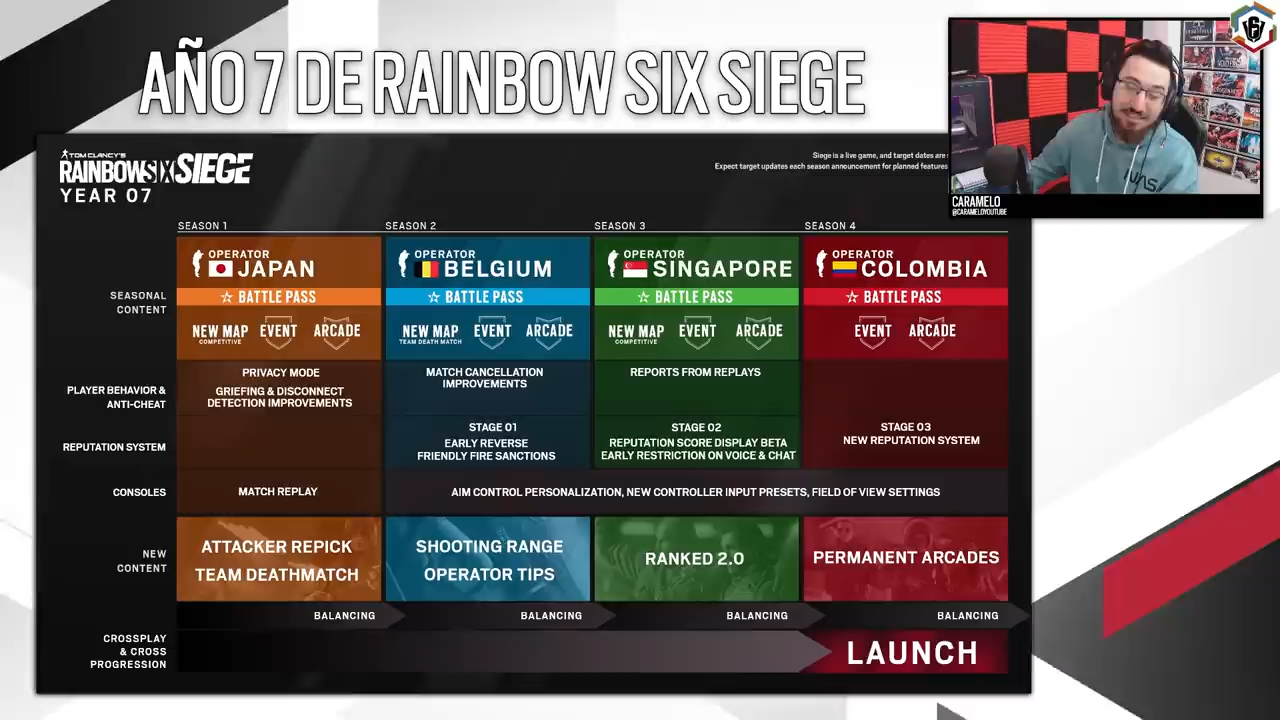 AÑO 7 DE RAINBOW SIX SIEGE
TOM CLANCY'S
RAINBOWSIX SIEGE
YEAR 07
Siege is a live game, and target dates are
Expect target updates each season announcement for planned features
CARAMELO
@CARAMELOYOUTUBE
SEASON 1
SEASON 2
SEASON 3
SEASON 4
OPERATOR
JAPAN
OPERATOR
BELGIUM
OPERATOR
SINGAPORE
OPERATOR
COLOMBIA
SEASONAL
CONTENT
BATTLE PASS
BATTLE PASS
BATTLE PASS
BATTLE PASS
NEW MAP
COMPETITIVE
EVENT
ARCADE
NEW MAP
TEAM DEATH MATCH
EVENT
ARCADE
NEW MAP
COMPETITIVE
EVENT
ARCADE
EVENT
ARCADE
PLAYER BEHAVIOR &
ANTI-CHEAT
PRIVACY MODE
GRIEFING & DISCONNECT
DETECTION IMPROVEMENTS
MATCH CANCELLATION
IMPROVEMENTS
REPORTS FROM REPLAYS
REPUTATION SYSTEM
STAGE 01
EARLY REVERSE
FRIENDLY FIRE SANCTIONS
STAGE 02
REPUTATION SCORE DISPLAY BETA
EARLY RESTRICTION ON VOICE & CHAT
STAGE 03
NEW REPUTATION SYSTEM
CONSOLES
MATCH REPLAY
AIM CONTROL PERSONALIZATION, NEW CONTROLLER INPUT PRESETS, FIELD OF VIEW SETTINGS
NEW
CONTENT
ATTACKER REPICK
TEAM DEATHMATCH
SHOOTING RANGE
OPERATOR TIPS
RANKED 2.0
PERMANENT ARCADES
BALANCING
BALANCING
BALANCING
BALANCING
CROSSPLAY
& CROSS
PROGRESSION
LAUNCH